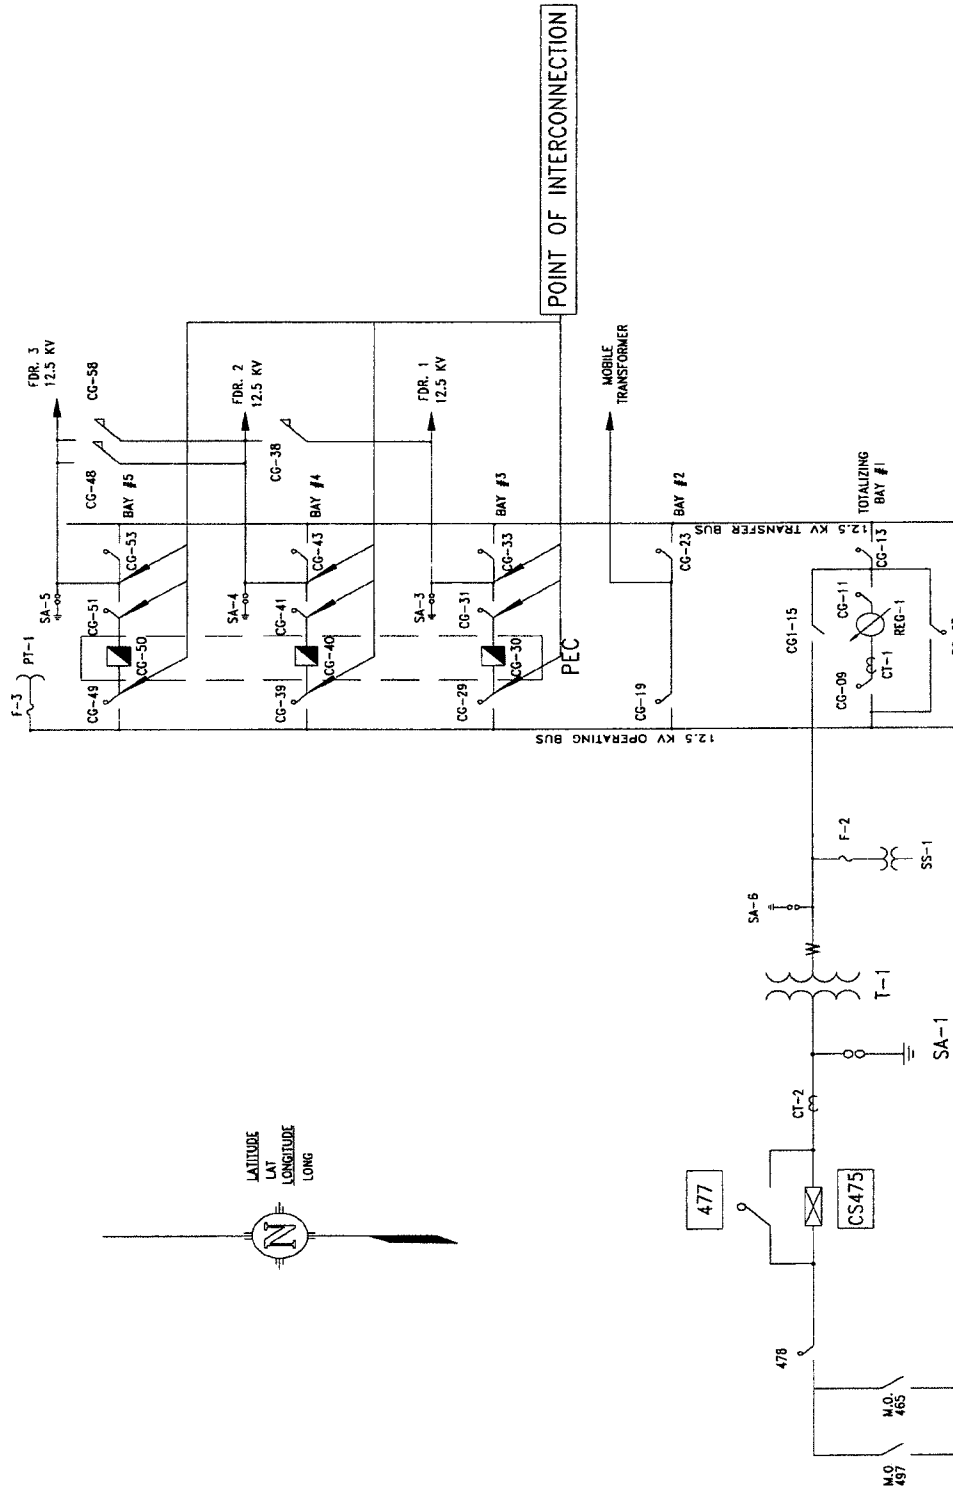 POINT OF INTERCONNECTION
FDR. 3
12.5 KV
CG-58
CG-48
FDR. 2
12.5 KV
CG-38
FDR. 1
12.5 KV
MOBILE
TRANSFORMER
BAY #5
BAY #4
BAY #3
BAY #2
TOTALIZING
BAY #1
12.5 KV TRANSFER BUS
CG-53
CG-43
CG-33
CG-23
CG-13
SA-5
SA-4
SA-3
CG-51
CG-41
CG-31
CG1-15
CG-11
REG-1
CT-1
CG-09
PT-1
F-3
CG-50
CG-40
CG-30
PEC
CG-49
CG-39
CG-29
CG-19
12.5 KV OPERATING BUS
F-2
SS-1
SA-6
W
T-1
SA-1
CT-2
LATITUDE
LAT
LONGITUDE
LONG
N
477
CS475
478
M.O.
465
M.O
497